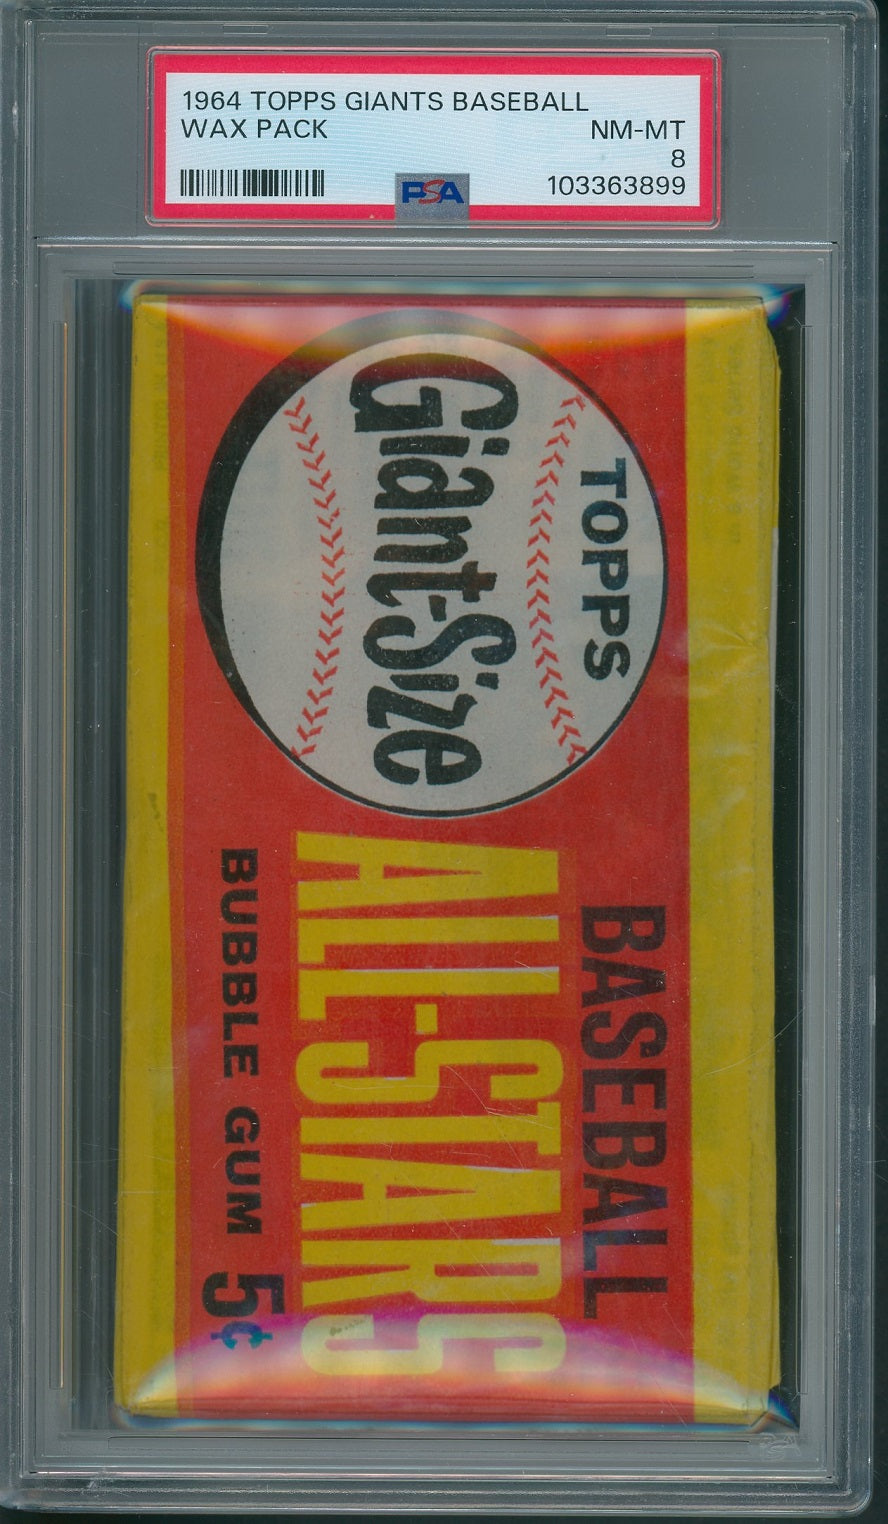 1964 TOPPS GIANTS BASEBALL
WAX PACK NM-MT
8
PSA 103363899
TOPPS
Giant-Size
BASEBALL
ALL-STARS
BUBBLE GUM 5¢